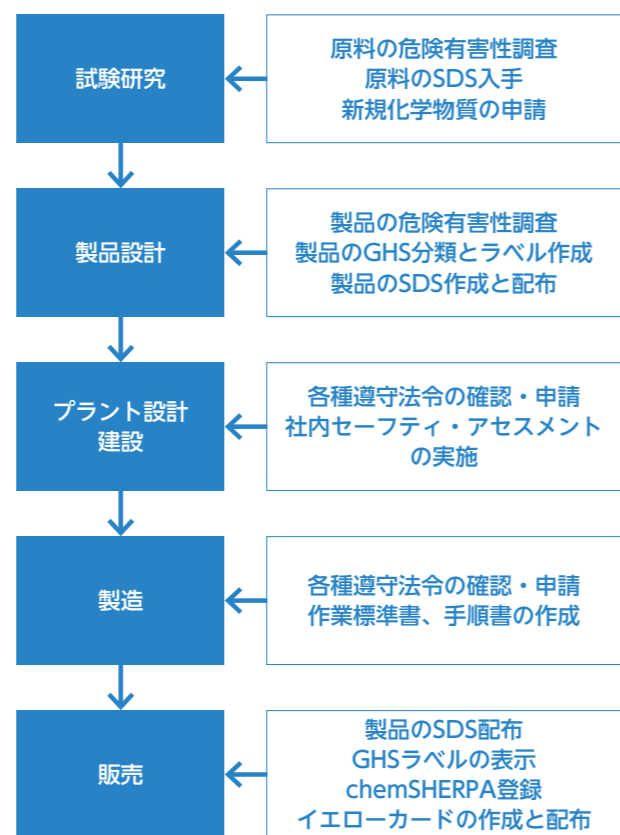 試験研究
原料の危険有害性調査
原料のSDS入手
新規化学物質の申請
製品設計
製品の危険有害性調査
製品のGHS分類とラベル作成
製品のSDS作成と配布
プラント設計
建設
各種遵守法令の確認・申請
社内セーフティ・アセスメント
の実施
製造
各種遵守法令の確認・申請
作業標準書、手順書の作成
販売
製品のSDS配布
GHSラベルの表示
chemSHERPA登録
イエローカードの作成と配布